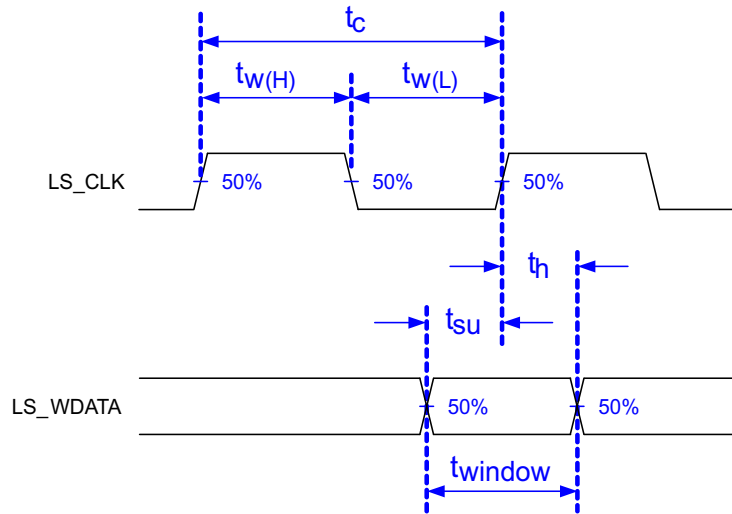 tc
tw(H) tw(L)
LS_CLK 50% 50% 50%
th
tsu
LS_WDATA 50% 50%
twindow